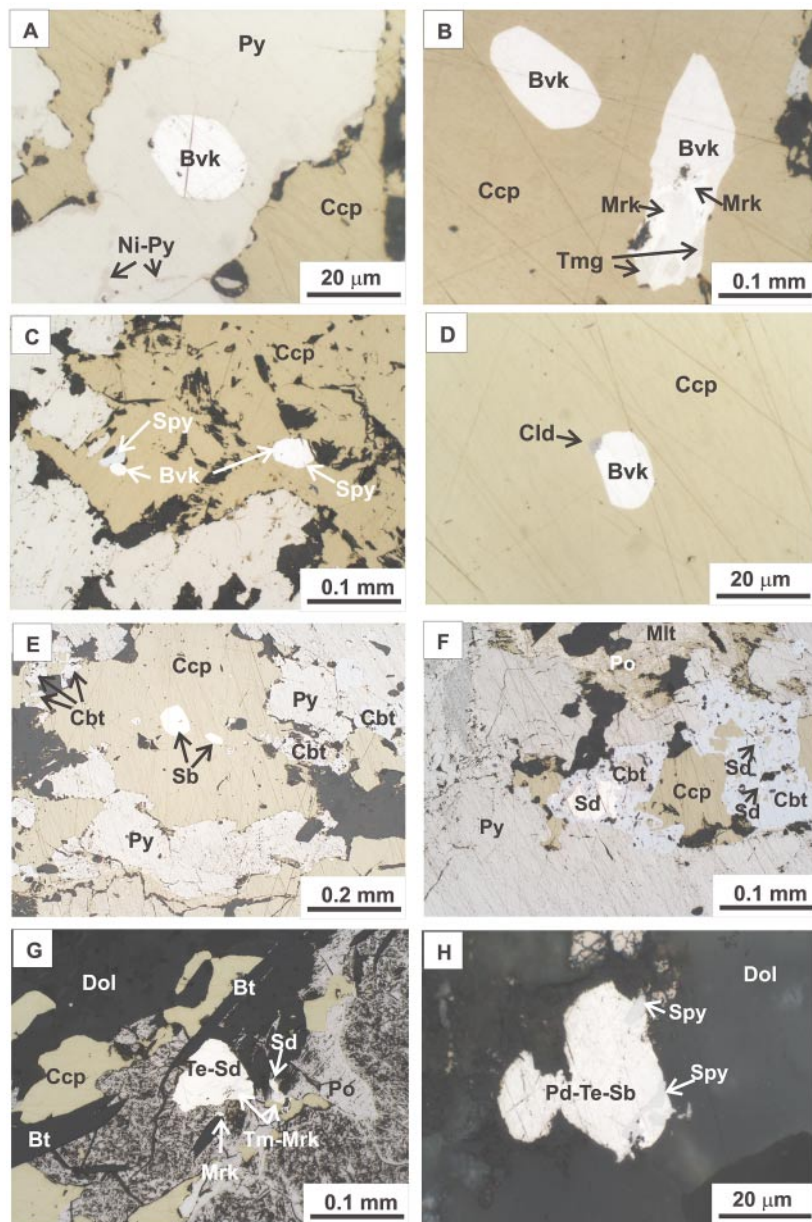 A
Py
Bvk
Ccp
Ni-Py
20 µm
B
Bvk
Bvk
Ccp
Mrk
Mrk
Tmg
0.1 mm
C
Ccp
Spy
Bvk
Spy
0.1 mm
D
Ccp
Cld
Bvk
20 µm
E
Ccp
Cbt
Py
Cbt
Cbt
Sb
Py
0.2 mm
F
Mlt
Po
Cbt
Sd
Sd
Ccp
Sd
Cbt
Py
0.1 mm
G
Dol
Bt
Sd
Te-Sd
Po
Ccp
Bt
Tm-Mrk
Mrk
0.1 mm
H
Dol
Spy
Spy
Pd-Te-Sb
20 µm